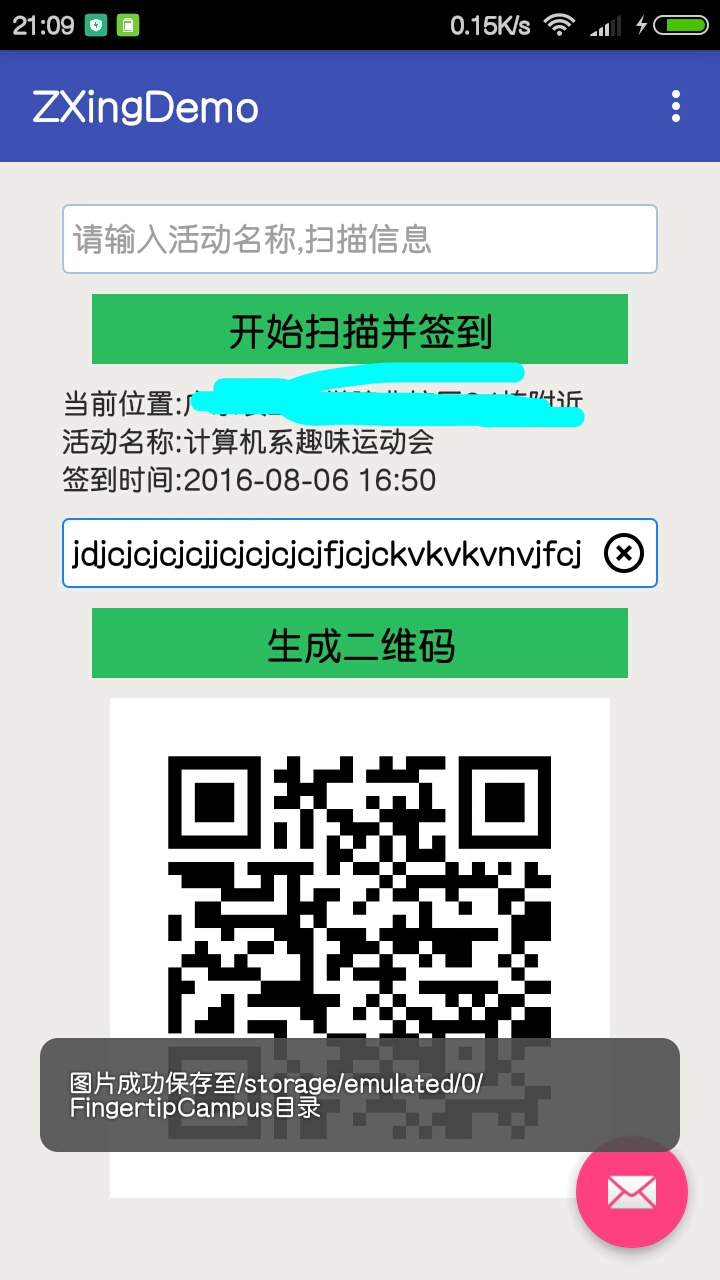 21:09
0.15K/s
ZXingDemo
请输入活动名称,扫描信息
开始扫描并签到
当前位置:
附近
活动名称:计算机系趣味运动会
签到时间:2016-08-06 16:50
jdjcjcjcjcjjcjcjcjcjfjcjckvkvkvnvjfcj
生成二维码
图片成功保存至/storage/emulated/0/
FingertipCampus目录